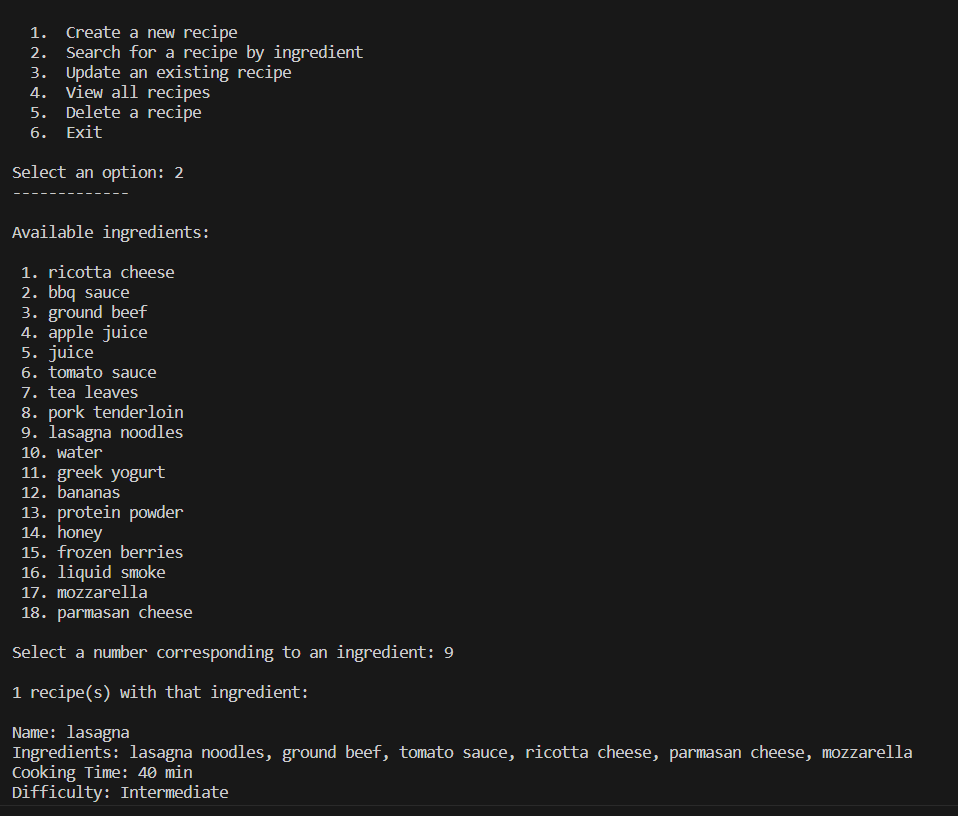 1.  Create a new recipe
2.  Search for a recipe by ingredient
3.  Update an existing recipe
4.  View all recipes
5.  Delete a recipe
6.  Exit
Select an option: 2
-------------
Available ingredients:
1. ricotta cheese
2. bbq sauce
3. ground beef
4. apple juice
5. juice
6. tomato sauce
7. tea leaves
8. pork tenderloin
9. lasagna noodles
10. water
11. greek yogurt
12. bananas
13. protein powder
14. honey
15. frozen berries
16. liquid smoke
17. mozzarella
18. parmasan cheese
Select a number corresponding to an ingredient: 9
1 recipe(s) with that ingredient:
Name: lasagna
Ingredients: lasagna noodles, ground beef, tomato sauce, ricotta cheese, parmasan cheese, mozzarella
Cooking Time: 40 min
Difficulty: Intermediate